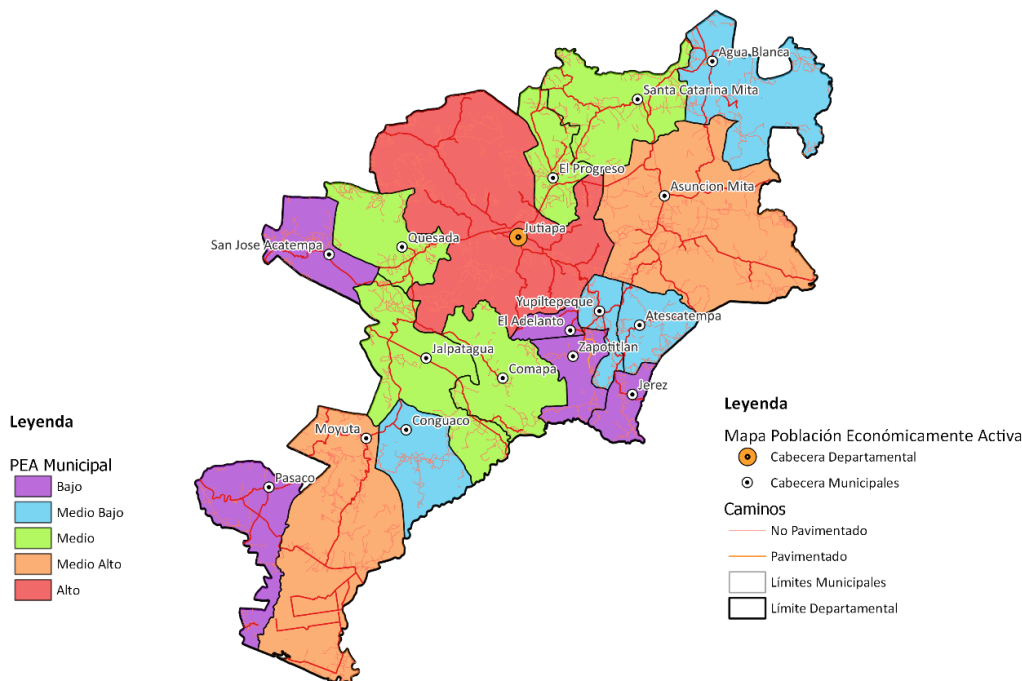 Agua Blanca
Santa Catarina Mita
El Progreso
Asuncion Mita
Jutiapa
Quesada
San Jose Acatempa
Yupiltepeque
El Adelanto
Atescatempa
Zapotitlan
Jalpatagua
Comapa
Jerez
Conguaco
Moyuta
Pasaco
Leyenda
PEA Municipal
Bajo
Medio Bajo
Medio
Medio Alto
Alto
Leyenda
Mapa Población Económicamente Activa
Cabecera Departamental
Cabecera Municipales
Caminos
No Pavimentado
Pavimentado
Límites Municipales
Límite Departamental